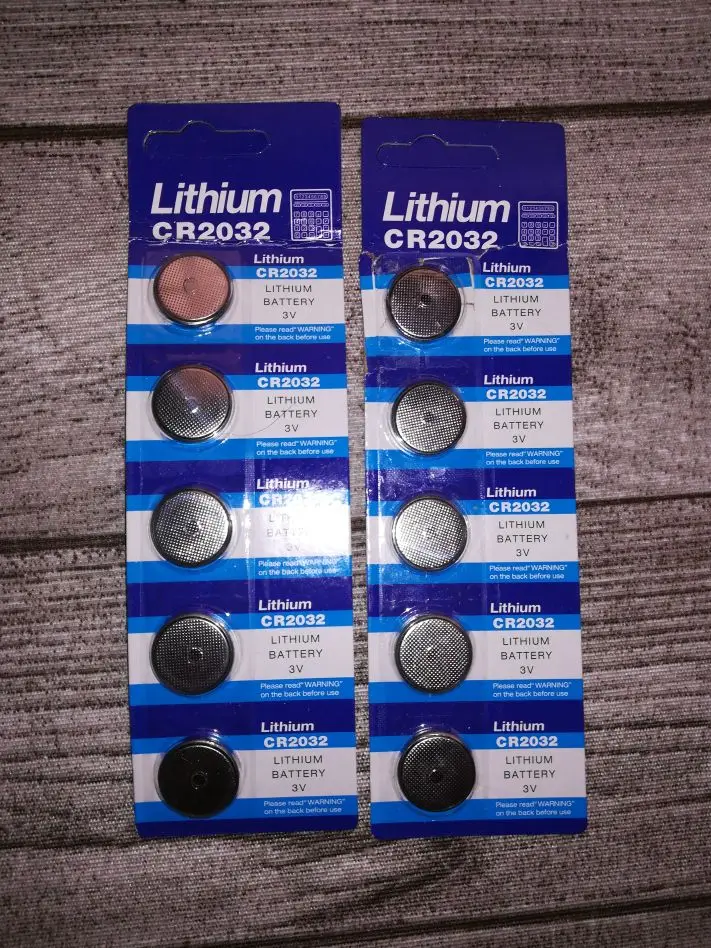 Lithium
CR2032
Lithium
CR2032
LITHIUM
BATTERY
3V
Please read"WARNING"
on the back before use
Lithium
CR2032
LITHIUM
BATTERY
3V
Please read"WARNING"
on the back before use
Lithium
CR2032
3V
Please read"WARNING"
on the back before use
Lithium
CR2032
LITHIUM
BATTERY
3V
Please read"WARNING"
on the back before use
Lithium
CR2032
LITHIUM
BATTERY
3V
Please read"WARNING"
on the back before use
Lithium
CR2032
Lithium
CR2032
LITHIUM
BATTERY
3V
Please read"WARNING"
on the back before use
Lithium
CR2032
LITHIUM
BATTERY
3V
Please read"WARNING"
on the back before use
Lithium
CR2032
LITHIUM
BATTERY
3V
Please read"WARNING"
on the back before use
Lithium
CR2032
LITHIUM
BATTERY
3V
Please read"WARNING"
on the back before use
Lithium
CR2032
LITHIUM
BATTERY
3V
Please read"WARNING"
on the back before use